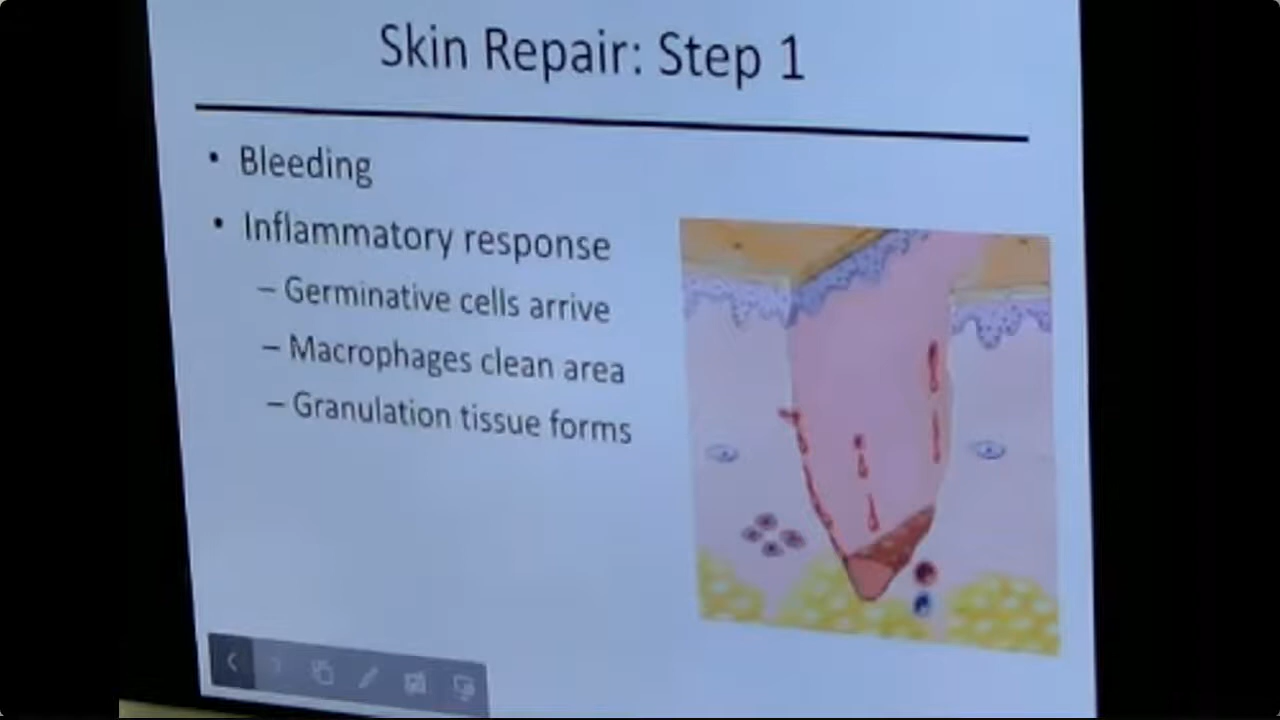 Skin Repair: Step 1
• Bleeding
• Inflammatory response
– Germinative cells arrive
– Macrophages clean area
– Granulation tissue forms